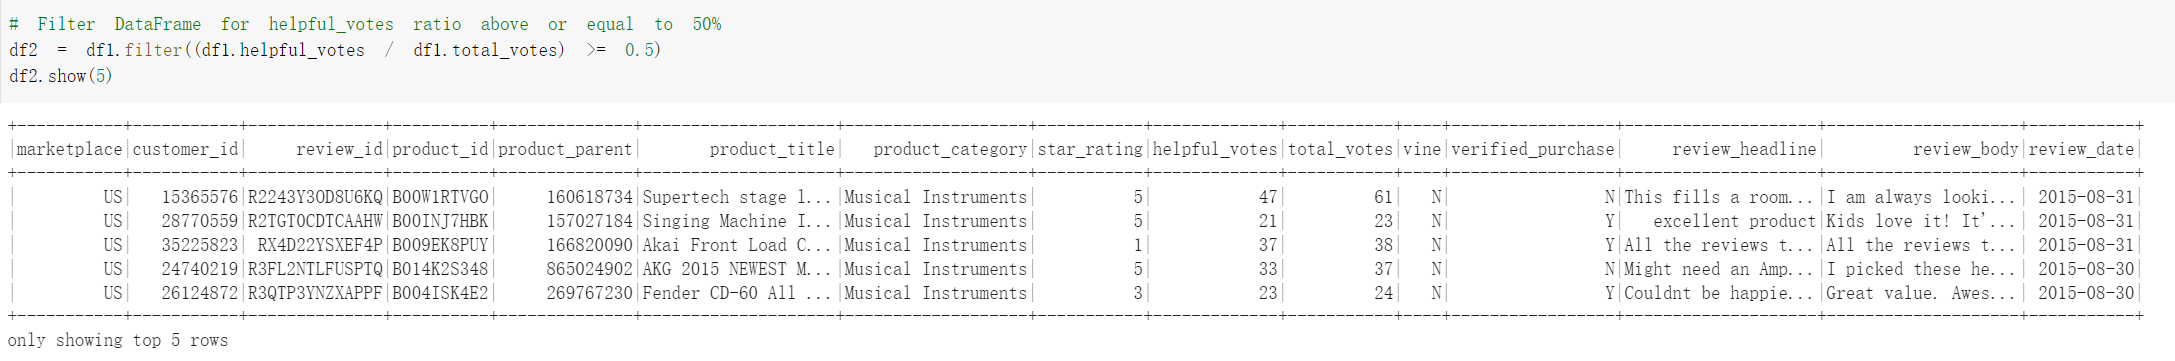 # Filter DataFrame for helpful_votes ratio above or equal to 50%
df2 = df1.filter((df1.helpful_votes / df1.total_votes) >= 0.5)
df2.show(5)
+-----------+-----------+--------------+----------+--------------+--------------------+-------------------+-----------+-------------+-----------+----+-----------------+--------------------+--------------------+-----------+
|marketplace|customer_id|     review_id|product_id|product_parent|       product_title|   product_category|star_rating|helpful_votes|total_votes|vine|verified_purchase|     review_headline|         review_body|review_date|
+-----------+-----------+--------------+----------+--------------+--------------------+-------------------+-----------+-------------+-----------+----+-----------------+--------------------+--------------------+-----------+
|         US|   15365576|R2243Y3OD8U6KQ|B00W1RTVGO|     160618734|Supertech stage l...|Musical Instruments|          5|           47|         61|   N|                N|This fills a room...|I am always looki...| 2015-08-31|
|         US|   28770559|R2TGT0CDTCAAHW|B00INJ7HBK|     157027184|Singing Machine I...|Musical Instruments|          5|           21|         23|   N|                Y|   excellent product|Kids love it! It'...| 2015-08-31|
|         US|   35225823| RX4D22YSXEF4P|B009EK8PUY|     166820090|Akai Front Load C...|Musical Instruments|          1|           37|         38|   N|                Y|All the reviews t...|All the reviews t...| 2015-08-31|
|         US|   24740219|R3FL2NTLFUSPTQ|B014K2S348|     865024902|AKG 2015 NEWEST M...|Musical Instruments|          5|           33|         37|   N|                N|Might need an Amp...|I picked these he...| 2015-08-30|
|         US|   26124872|R3QTP3YNZXAPPF|B004ISK4E2|     269767230|Fender CD-60 All ...|Musical Instruments|          3|           23|         24|   N|                Y|Couldnt be happie...|Great value. Awes...| 2015-08-30|
+-----------+-----------+--------------+----------+--------------+--------------------+-------------------+-----------+-------------+-----------+----+-----------------+--------------------+--------------------+-----------+
only showing top 5 rows